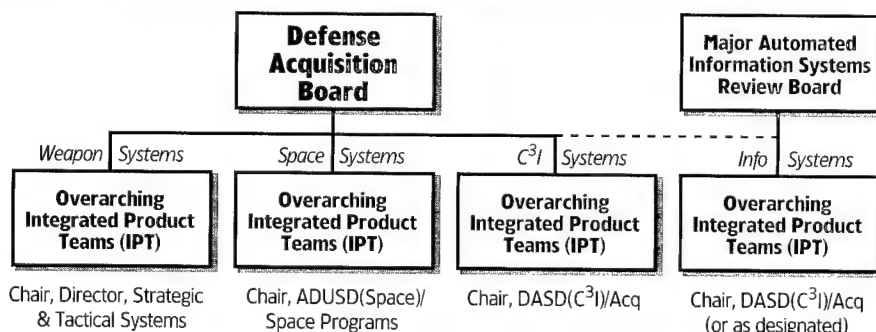 Defense
Acquisition
Board
Major Automated
Information Systems
Review Board
Weapon Systems
Space Systems
C³I Systems
Info Systems
Overarching
Integrated Product
Teams (IPT)
Overarching
Integrated Product
Teams (IPT)
Overarching
Integrated Product
Teams (IPT)
Overarching
Integrated Product
Teams (IPT)
Chair, Director, Strategic
& Tactical Systems
Chair, ADUSD(Space)/
Space Programs
Chair, DASD(C³I)/Acq
Chair, DASD(C³I)/Acq
(or as designated)